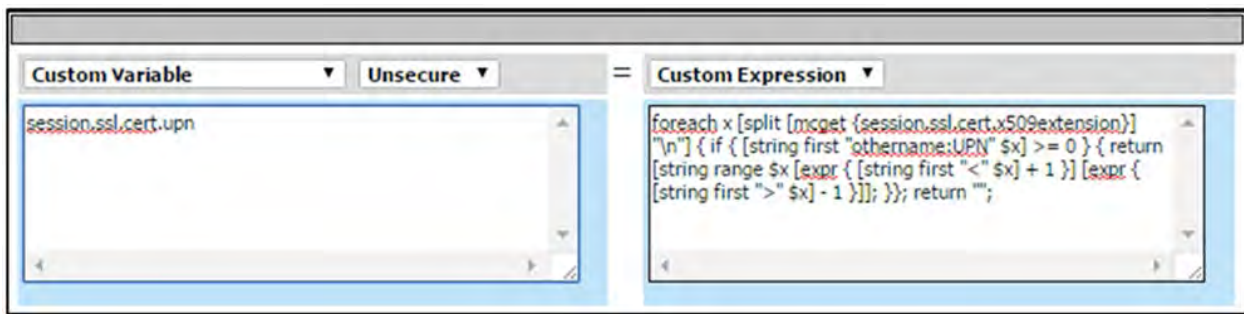 Custom Variable Unsecure = Custom Expression
session.ssl.cert.upn
foreach x [split [mcget {session.ssl.cert.x509extension}]
"\n"] { if { [string first "othername:UPN" $x] >= 0 } { return
[string range $x [expr { [string first "<" $x] + 1 }] [expr {
[string first ">" $x] - 1 }]]; }}; return "";